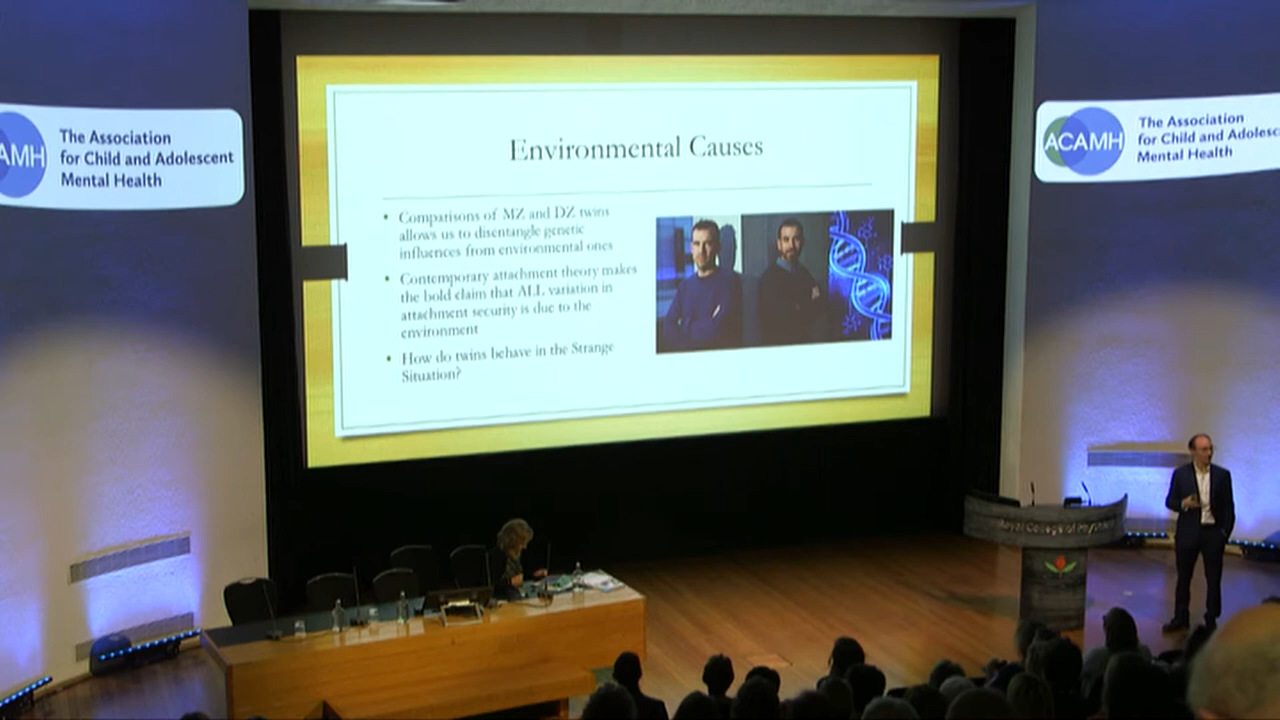 AMH
The Association
for Child and Adolescent
Mental Health
Environmental Causes
• Comparisons of MZ and DZ twins
allows us to disentangle genetic
influences from environmental ones
• Contemporary attachment theory makes
the bold claim that ALL variation in
attachment security is due to the
environment
• How do twins behave in the Strange
Situation?
ACAMH
The Association
for Child and Adolesc
Mental Health
Royal College of